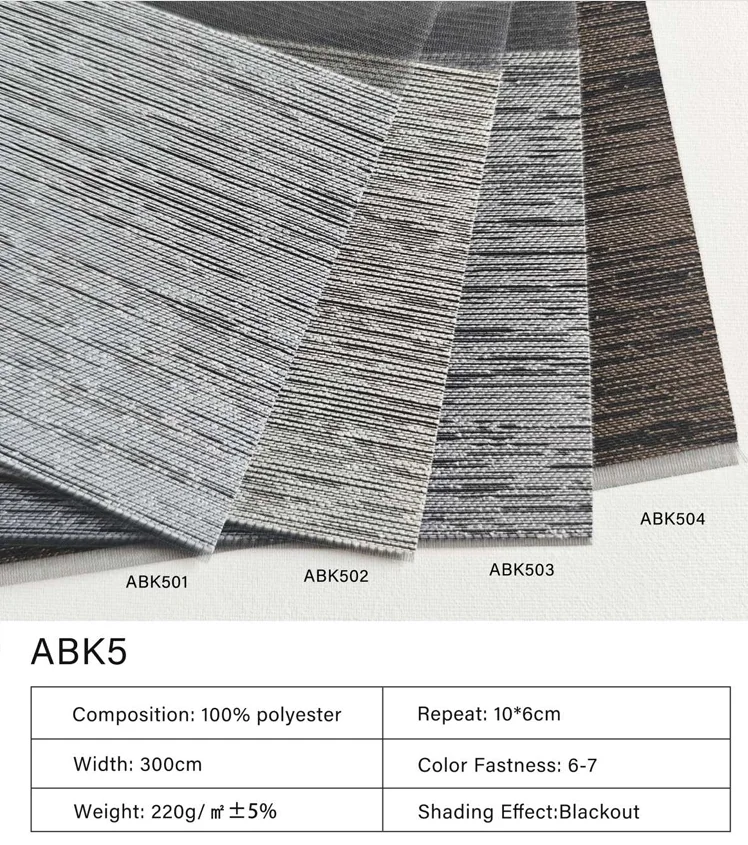 ABK504
ABK503
ABK502
ABK501
ABK5
Composition: 100% polyester
Repeat: 10*6cm
Width: 300cm
Color Fastness: 6-7
Weight: 220g/ ㎡±5%
Shading Effect:Blackout